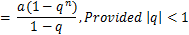 = a(1 − qⁿ) / 1 − q , Provided |q| < 1